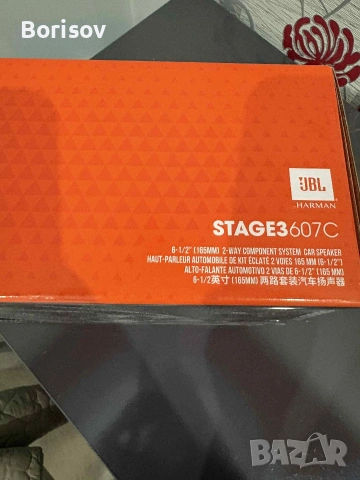 Borisov
JBL
HARMAN
STAGE3607C
6-1/2" (165MM) 2-WAY COMPONENT SYSTEM CAR SPEAKER
HAUT-PARLEUR AUTOMOBILE DE KIT ÉCLATÉ 2 VOIES 165 MM (6-1/2")
ALTO-FALANTE AUTOMOTIVO 2 VIAS DE 6-1/2" (165 MM)
6-1/2英寸 (165MM) 两路套装汽车扬声器
BAZAR